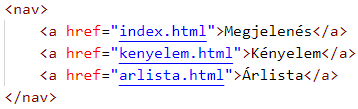 <nav>
<a href="index.html">Megjelenés</a>
<a href="kenyelem.html">Kényelem</a>
<a href="arlista.html">Árlista</a>
</nav>